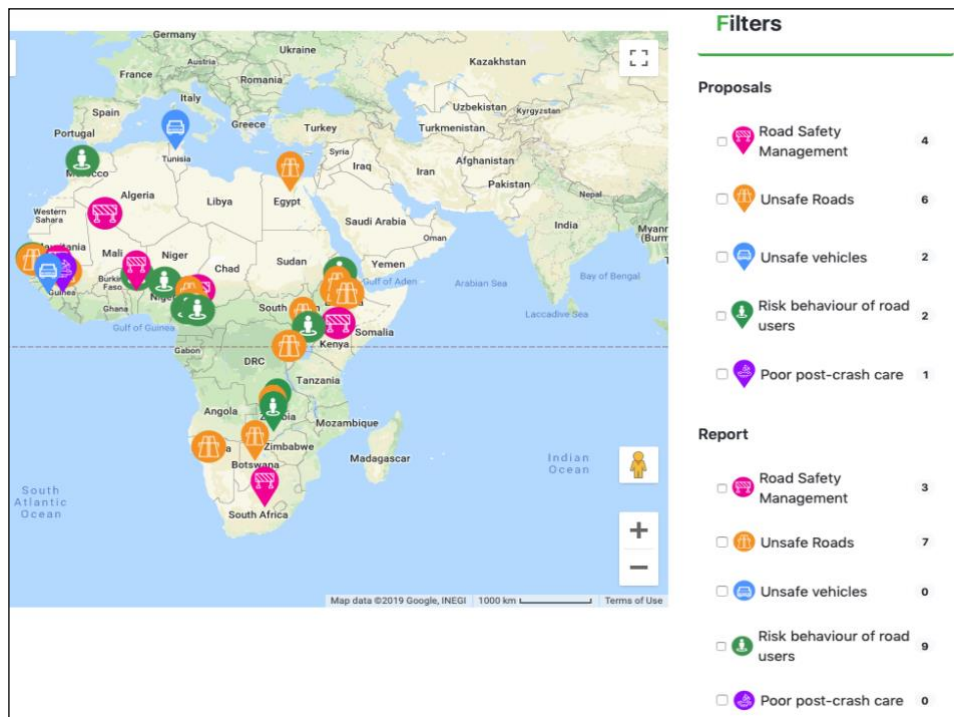 Germany
Ukraine
Austria
Kazakhstan
France
Romania
Italy
Uzbekistan
Kyrgyzstan
Spain
Greece
Turkey
Turkmenistan
Portugal
Syria
Tunisia
Iraq
Iran
Afghanistan
Pakistan
Nepal
Algeria
Libya
Egypt
Western
Sahara
Saudi Arabia
India
Oman
Mali
Niger
Chad
Sudan
Yemen
Gulf of Aden
Arabian Sea
Bay of Bengal
Guinea
Faso
Ghana
South
Laccadive Sea
Gulf of Guinea
Somalia
Gabon
Kenya
DRC
Tanzania
Angola
Mozambique
Zimbabwe
Madagascar
Botswana
Indian
Ocean
South
Atlantic
Ocean
South Africa
+
−
Map data ©2019 Google, INEGI
1000 km
Terms of Use
Filters
Proposals
Road Safety
Management 4
Unsafe Roads 6
Unsafe vehicles 2
Risk behaviour of road
users 2
Poor post-crash care 1
Report
Road Safety
Management 3
Unsafe Roads 7
Unsafe vehicles 0
Risk behaviour of road
users 9
Poor post-crash care 0